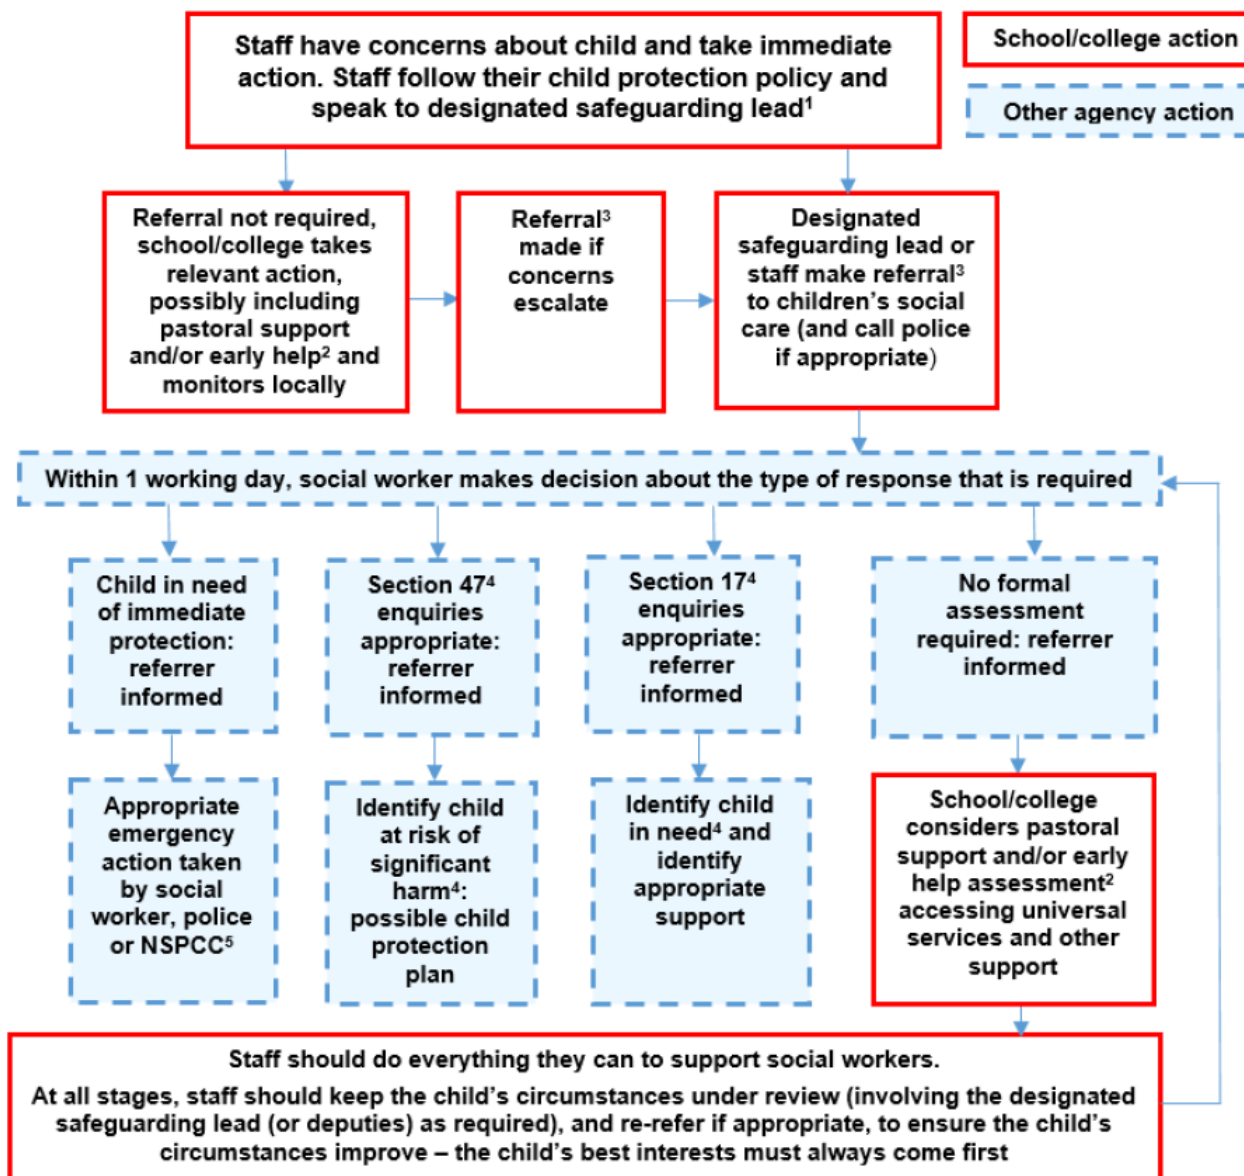 Staff have concerns about child and take immediate
action. Staff follow their child protection policy and
speak to designated safeguarding lead¹
School/college action
Other agency action
Referral not required,
school/college takes
relevant action,
possibly including
pastoral support
and/or early help² and
monitors locally
Referral³
made if
concerns
escalate
Designated
safeguarding lead or
staff make referral³
to children’s social
care (and call police
if appropriate)
Within 1 working day, social worker makes decision about the type of response that is required
Child in need
of immediate
protection:
referrer
informed
Section 47⁴
enquiries
appropriate:
referrer
informed
Section 17⁴
enquiries
appropriate:
referrer
informed
No formal
assessment
required: referrer
informed
Appropriate
emergency
action taken
by social
worker, police
or NSPCC⁵
Identify child
at risk of
significant
harm⁴:
possible child
protection
plan
Identify child
in need⁴ and
identify
appropriate
support
School/college
considers pastoral
support and/or early
help assessment²
accessing universal
services and other
support
Staff should do everything they can to support social workers.
At all stages, staff should keep the child’s circumstances under review (involving the designated
safeguarding lead (or deputies) as required), and re-refer if appropriate, to ensure the child’s
circumstances improve – the child’s best interests must always come first